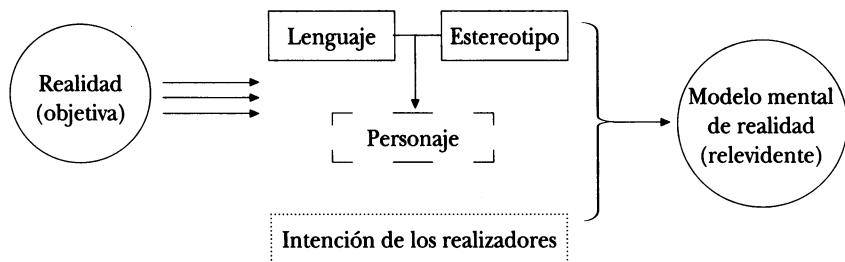 Realidad
(objetiva)
Lenguaje
Estereotipo
Personaje
Intención de los realizadores
Modelo mental
de realidad
(relevidente)